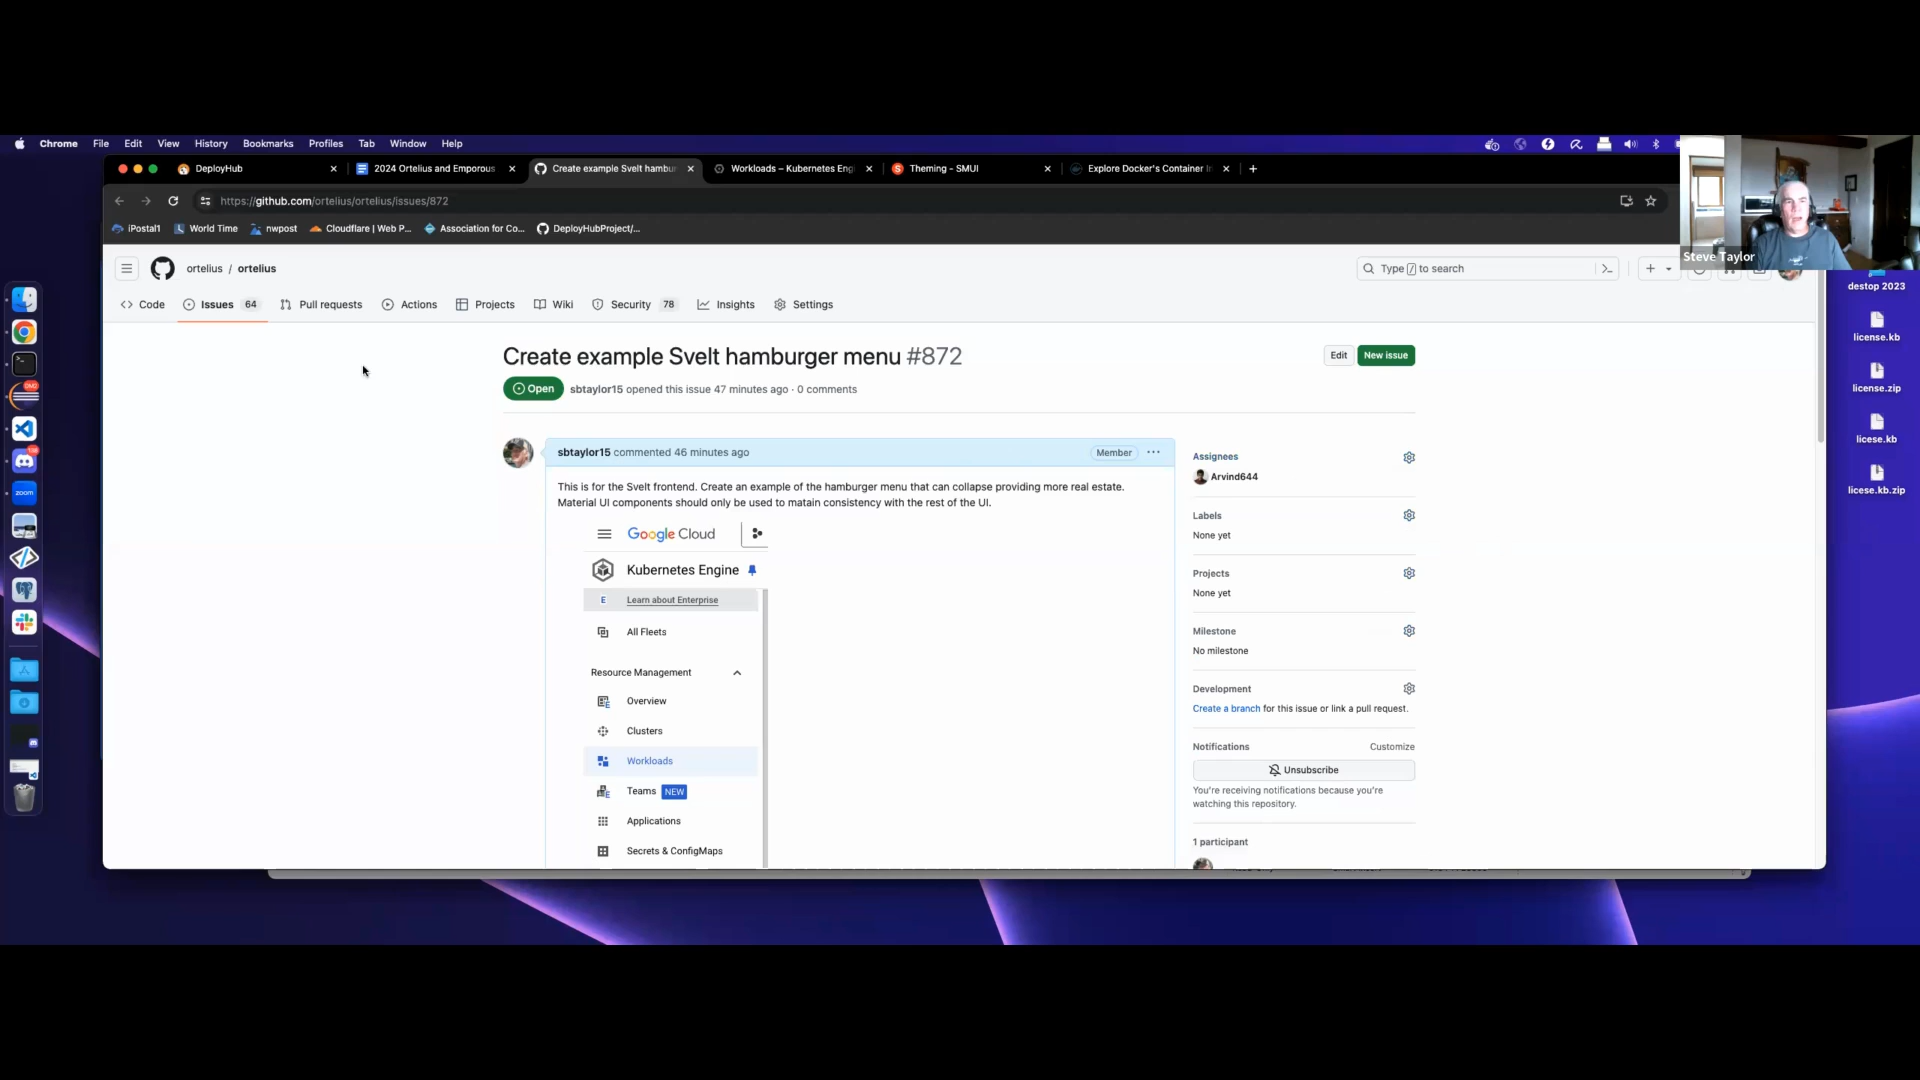 Chrome File Edit View History Bookmarks Profiles Tab Window Help
DeployHub
2024 Ortelius and Emporous
Create example Svelt hambur
Workloads – Kubernetes Eng
Theming - SMUI
Explore Docker's Container I
https://github.com/ortelius/ortelius/issues/872
iPostal1 World Time nwpost Cloudflare | Web P... Association for Co... DeployHubProject/...
Steve Taylor
destop 2023
license.kb
license.zip
licese.kb
licese.kb.zip
zoom
ortelius / ortelius
Type / to search
Code Issues 64 Pull requests Actions Projects Wiki Security 78 Insights Settings
Create example Svelt hamburger menu #872
Edit New issue
Open sbtaylor15 opened this issue 47 minutes ago · 0 comments
sbtaylor15 commented 46 minutes ago
Member
This is for the Svelt frontend. Create an example of the hamburger menu that can collapse providing more real estate.
Material UI components should only be used to matain consistency with the rest of the UI.
Google Cloud
Kubernetes Engine
E Learn about Enterprise
All Fleets
Resource Management
Overview
Clusters
Workloads
Teams NEW
Applications
Secrets & ConfigMaps
Assignees
Arvind644
Labels
None yet
Projects
None yet
Milestone
No milestone
Development
Create a branch for this issue or link a pull request.
Notifications Customize
Unsubscribe
You're receiving notifications because you're
watching this repository.
1 participant